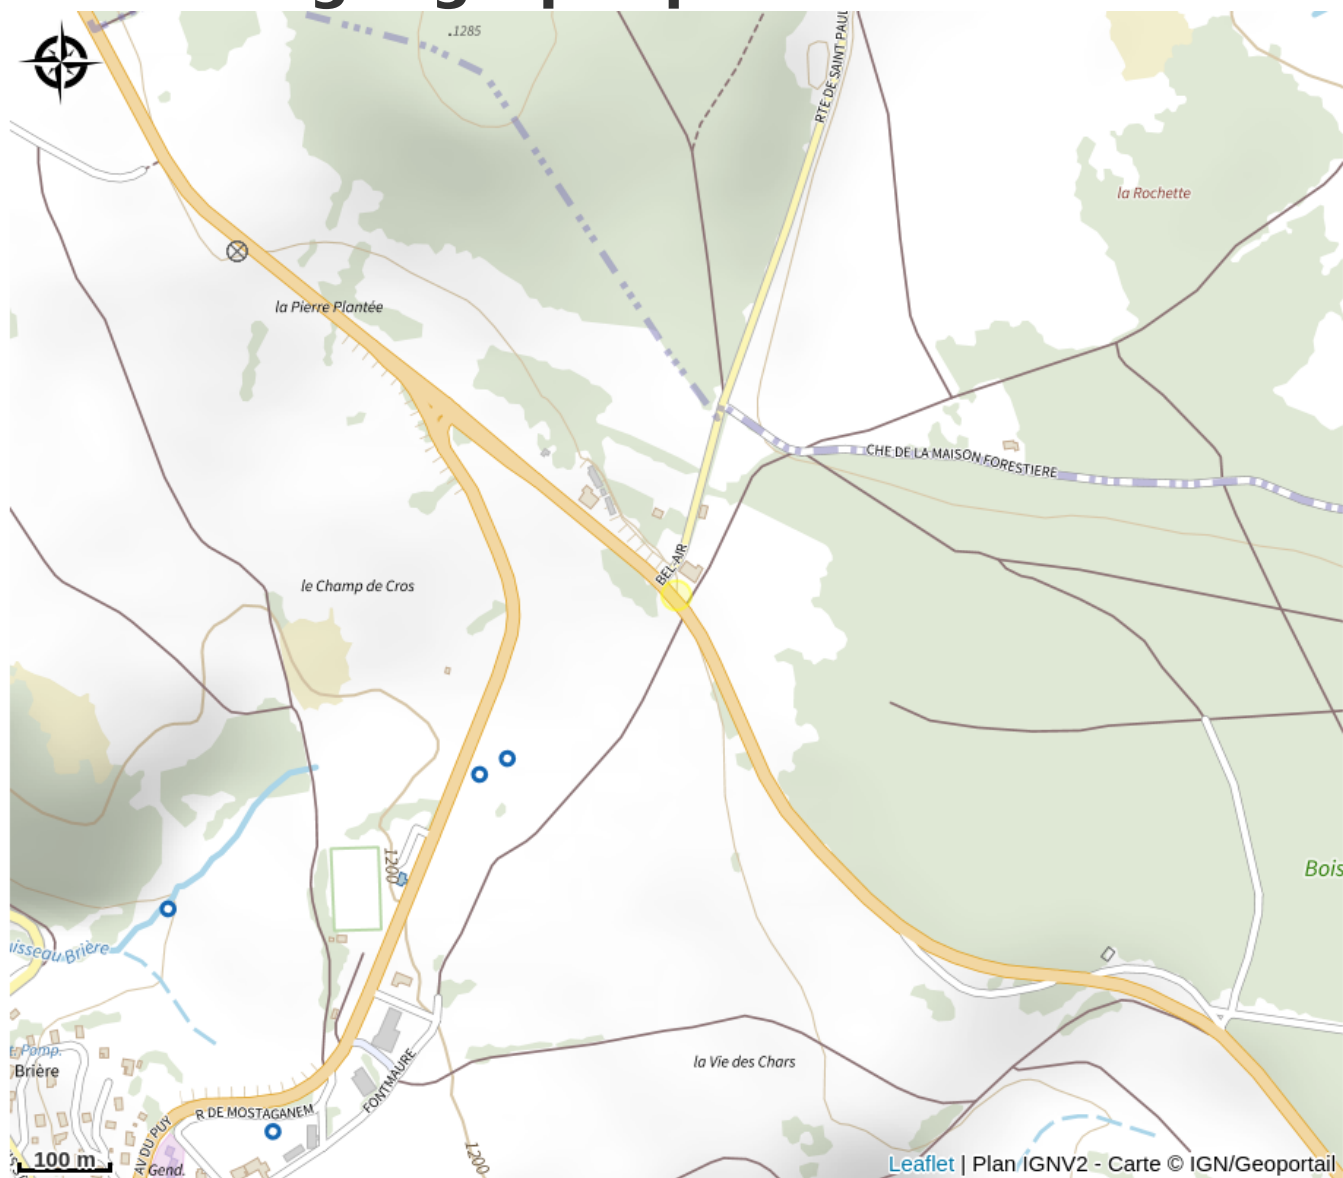 .1285
RTE DE SAINT PAUL
la Rochette
la Pierre Plantée
CHE DE LA MAISON FORESTIERE
BEL-AIR
le Champ de Cros
1200
Bois
uisseau Brière
t. Pomp.
Brière
la Vie des Chars
FONTMAURE
R DE MOSTAGANEM
AV DU PUY
1200
100 m
Gend.
Leaflet | Plan IGNV2 - Carte © IGN/Geoportail